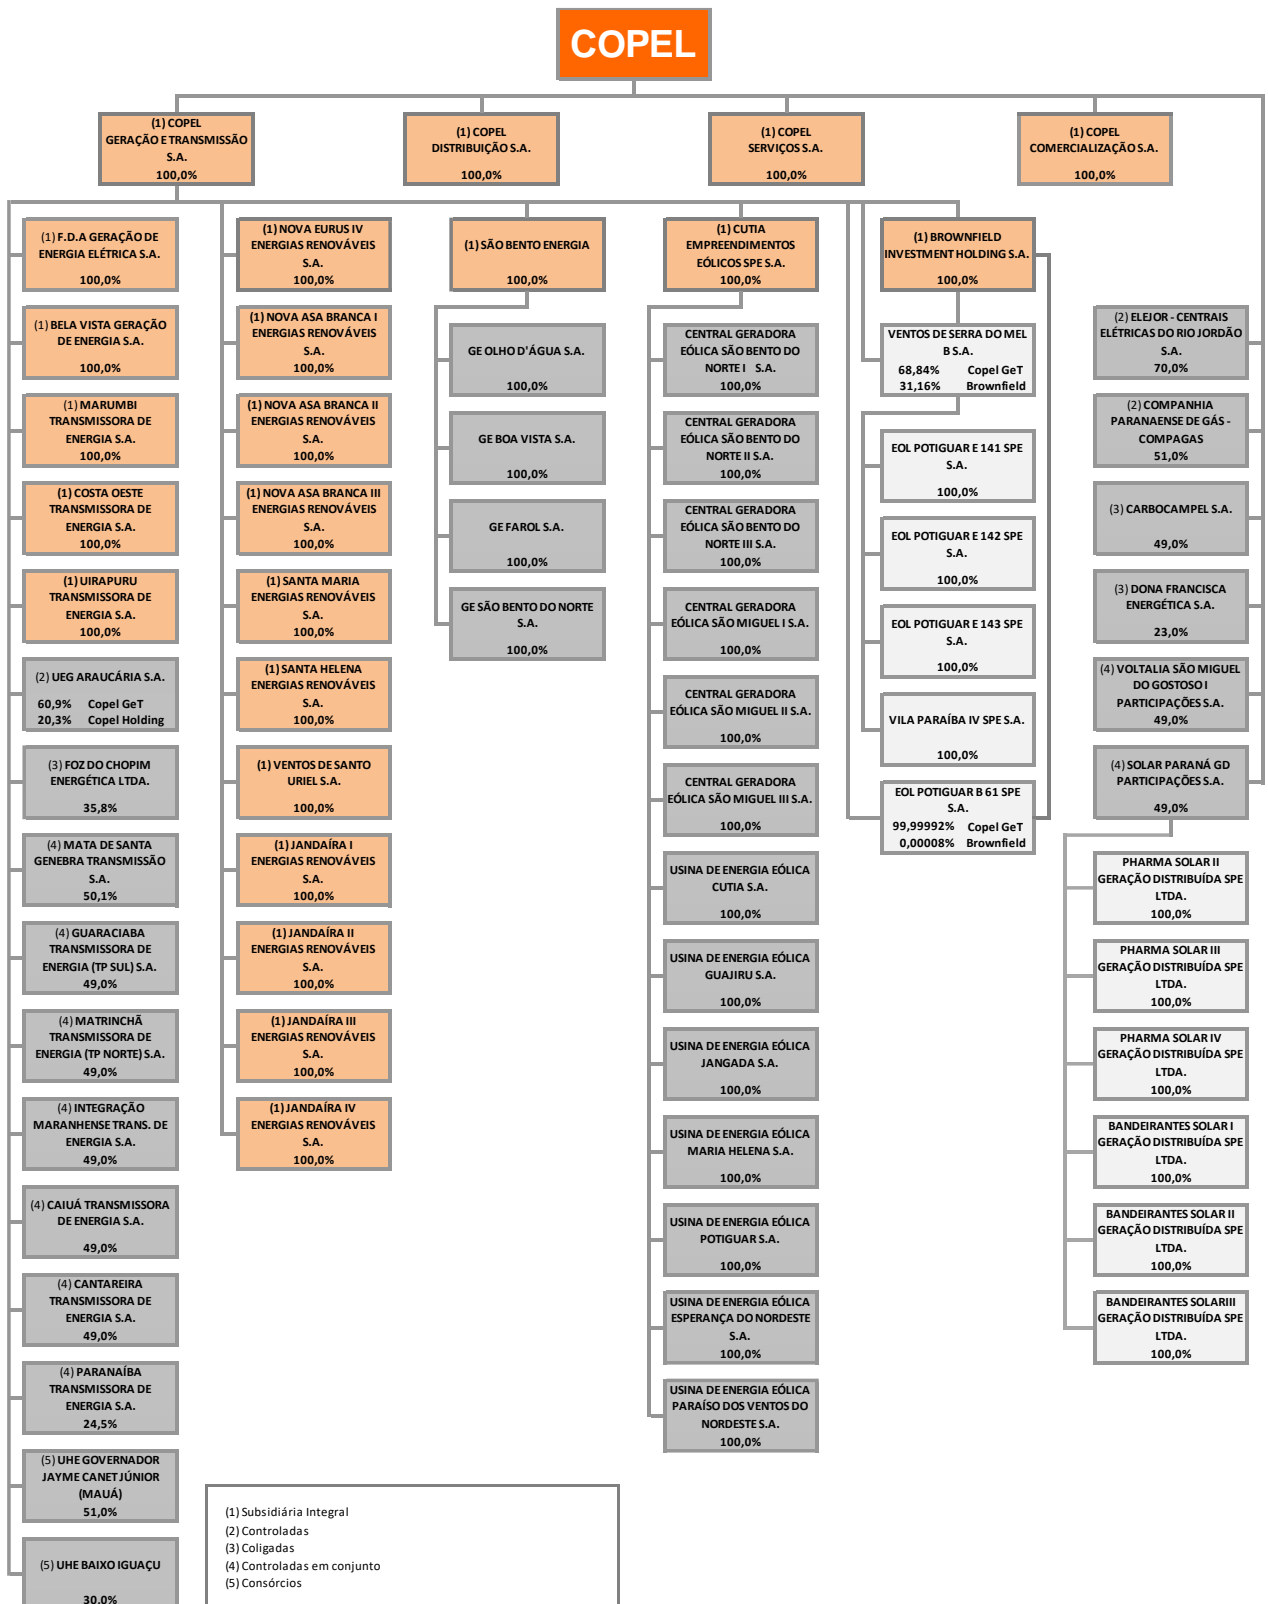 COPEL
(1) COPEL
GERAÇÃO E TRANSMISSÃO
S.A.
100,0%
(1) COPEL
DISTRIBUIÇÃO S.A.
100,0%
(1) COPEL
SERVIÇOS S.A.
100,0%
(1) COPEL
COMERCIALIZAÇÃO S.A.
100,0%
(1) F.D.A GERAÇÃO DE
ENERGIA ELÉTRICA S.A.
100,0%
(1) BELA VISTA GERAÇÃO
DE ENERGIA S.A.
100,0%
(1) MARUMBI
TRANSMISSORA DE
ENERGIA S.A.
100,0%
(1) COSTA OESTE
TRANSMISSORA DE
ENERGIA S.A.
100,0%
(1) UIRAPURU
TRANSMISSORA DE
ENERGIA S.A.
100,0%
(2) UEG ARAUCÁRIA S.A.
60,9% Copel GeT
20,3% Copel Holding
(3) FOZ DO CHOPIM
ENERGÉTICA LTDA.
35,8%
(4) MATA DE SANTA
GENEBRA TRANSMISSÃO
S.A.
50,1%
(4) GUARACIABA
TRANSMISSORA DE
ENERGIA (TP SUL) S.A.
49,0%
(4) MATRINCHÃ
TRANSMISSORA DE
ENERGIA (TP NORTE) S.A.
49,0%
(4) INTEGRAÇÃO
MARANHENSE TRANS. DE
ENERGIA S.A.
49,0%
(4) CAIUÁ TRANSMISSORA
DE ENERGIA S.A.
49,0%
(4) CANTAREIRA
TRANSMISSORA DE
ENERGIA S.A.
49,0%
(4) PARANAÍBA
TRANSMISSORA DE
ENERGIA S.A.
24,5%
(5) UHE GOVERNADOR
JAYME CANET JÚNIOR
(MAUÁ)
51,0%
(5) UHE BAIXO IGUAÇU
30,0%
(1) NOVA EURUS IV
ENERGIAS RENOVÁVEIS
S.A.
100,0%
(1) NOVA ASA BRANCA I
ENERGIAS RENOVÁVEIS
S.A.
100,0%
(1) NOVA ASA BRANCA II
ENERGIAS RENOVÁVEIS
S.A.
100,0%
(1) NOVA ASA BRANCA III
ENERGIAS RENOVÁVEIS
S.A.
100,0%
(1) SANTA MARIA
ENERGIAS RENOVÁVEIS
S.A.
100,0%
(1) SANTA HELENA
ENERGIAS RENOVÁVEIS
S.A.
100,0%
(1) VENTOS DE SANTO
URIEL S.A.
100,0%
(1) JANDAÍRA I
ENERGIAS RENOVÁVEIS
S.A.
100,0%
(1) JANDAÍRA II
ENERGIAS RENOVÁVEIS
S.A.
100,0%
(1) JANDAÍRA III
ENERGIAS RENOVÁVEIS
S.A.
100,0%
(1) JANDAÍRA IV
ENERGIAS RENOVÁVEIS
S.A.
100,0%
(1) SÃO BENTO ENERGIA
100,0%
GE OLHO D'ÁGUA S.A.
100,0%
GE BOA VISTA S.A.
100,0%
GE FAROL S.A.
100,0%
GE SÃO BENTO DO NORTE
S.A.
100,0%
(1) CUTIA
EMPREENDIMENTOS
EÓLICOS SPE S.A.
100,0%
CENTRAL GERADORA
EÓLICA SÃO BENTO DO
NORTE I S.A.
100,0%
CENTRAL GERADORA
EÓLICA SÃO BENTO DO
NORTE II S.A.
100,0%
CENTRAL GERADORA
EÓLICA SÃO BENTO DO
NORTE III S.A.
100,0%
CENTRAL GERADORA
EÓLICA SÃO MIGUEL I S.A.
100,0%
CENTRAL GERADORA
EÓLICA SÃO MIGUEL II S.A.
100,0%
CENTRAL GERADORA
EÓLICA SÃO MIGUEL III S.A.
100,0%
USINA DE ENERGIA EÓLICA
CUTIA S.A.
100,0%
USINA DE ENERGIA EÓLICA
GUAJIRU S.A.
100,0%
USINA DE ENERGIA EÓLICA
JANGADA S.A.
100,0%
USINA DE ENERGIA EÓLICA
MARIA HELENA S.A.
100,0%
USINA DE ENERGIA EÓLICA
POTIGUAR S.A.
100,0%
USINA DE ENERGIA EÓLICA
ESPERANÇA DO NORDESTE
S.A.
100,0%
USINA DE ENERGIA EÓLICA
PARAÍSO DOS VENTOS DO
NORDESTE S.A.
100,0%
(1) BROWNFIELD
INVESTMENT HOLDING S.A.
100,0%
VENTOS DE SERRA DO MEL
B S.A.
68,84% Copel GeT
31,16% Brownfield
EOL POTIGUAR E 141 SPE
S.A.
100,0%
EOL POTIGUAR E 142 SPE
S.A.
100,0%
EOL POTIGUAR E 143 SPE
S.A.
100,0%
VILA PARAÍBA IV SPE S.A.
100,0%
EOL POTIGUAR B 61 SPE
S.A.
99,99992% Copel GeT
0,00008% Brownfield
(2) ELEJOR - CENTRAIS
ELÉTRICAS DO RIO JORDÃO
S.A.
70,0%
(2) COMPANHIA
PARANAENSE DE GÁS -
COMPAGAS
51,0%
(3) CARBOCAMPEL S.A.
49,0%
(3) DONA FRANCISCA
ENERGÉTICA S.A.
23,0%
(4) VOLTALIA SÃO MIGUEL
DO GOSTOSO I
PARTICIPAÇÕES S.A.
49,0%
(4) SOLAR PARANÁ GD
PARTICIPAÇÕES S.A.
49,0%
PHARMA SOLAR II
GERAÇÃO DISTRIBUÍDA SPE
LTDA.
100,0%
PHARMA SOLAR III
GERAÇÃO DISTRIBUÍDA SPE
LTDA.
100,0%
PHARMA SOLAR IV
GERAÇÃO DISTRIBUÍDA SPE
LTDA.
100,0%
BANDEIRANTES SOLAR I
GERAÇÃO DISTRIBUÍDA SPE
LTDA.
100,0%
BANDEIRANTES SOLAR II
GERAÇÃO DISTRIBUÍDA SPE
LTDA.
100,0%
BANDEIRANTES SOLARIII
GERAÇÃO DISTRIBUÍDA SPE
LTDA.
100,0%
(1) Subsidiária Integral
(2) Controladas
(3) Coligadas
(4) Controladas em conjunto
(5) Consórcios